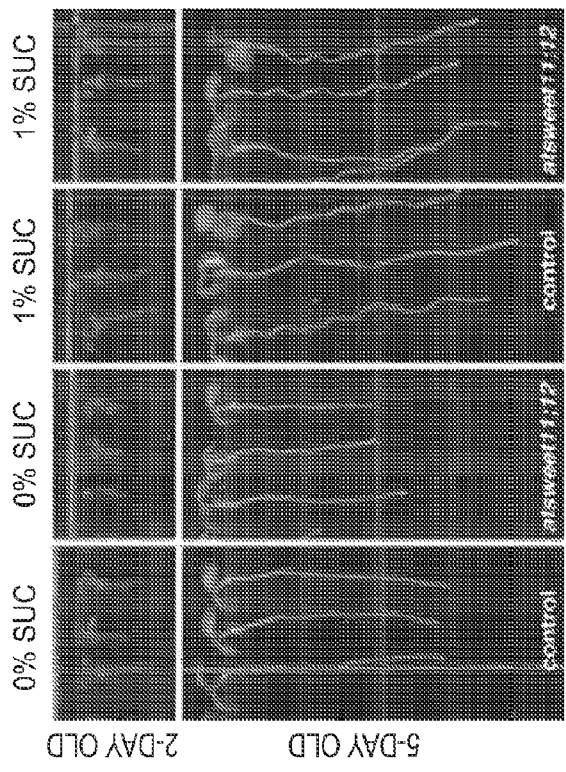 0% SUC 0% SUC 1% SUC 1% SUC
2-DAY OLD
5-DAY OLD
control atsweet11;12 control atsweet11;12